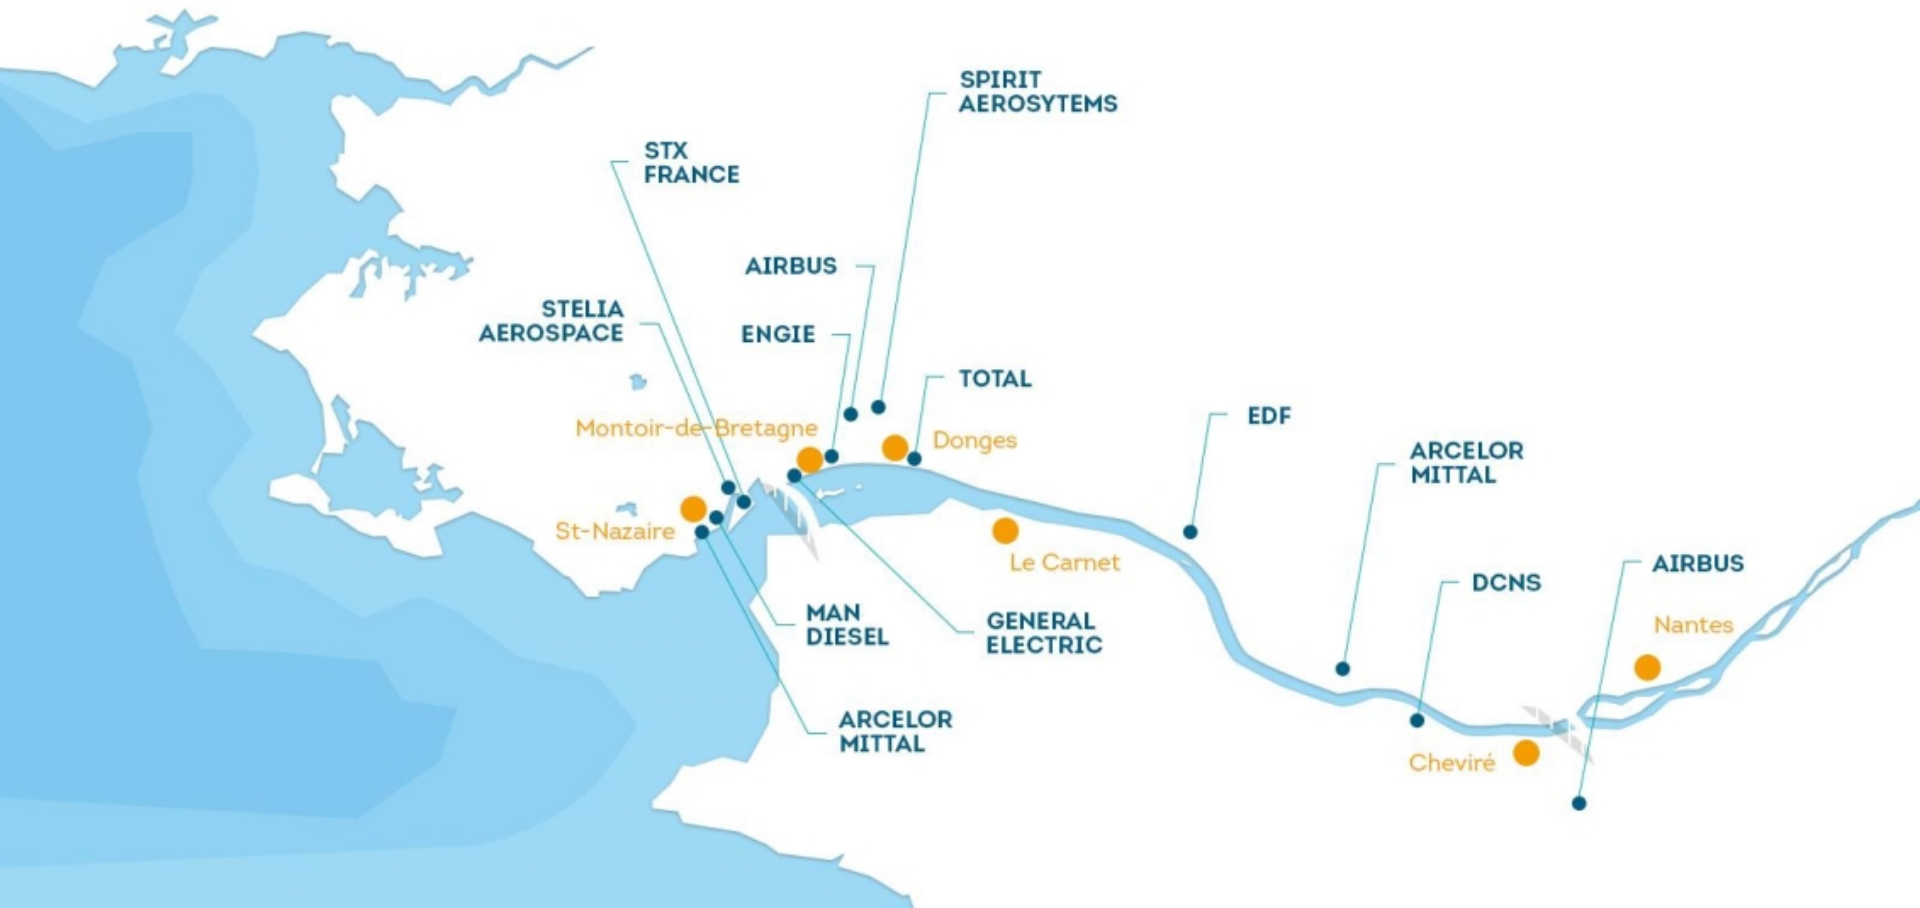 SPIRIT
AEROSYTEMS
STX
FRANCE
AIRBUS
STELIA
AEROSPACE
ENGIE
TOTAL
Montoir-de-Bretagne
Donges
EDF
ARCELOR
MITTAL
St-Nazaire
Le Carnet
AIRBUS
DCNS
MAN
DIESEL
GENERAL
ELECTRIC
Nantes
ARCELOR
MITTAL
Cheviré